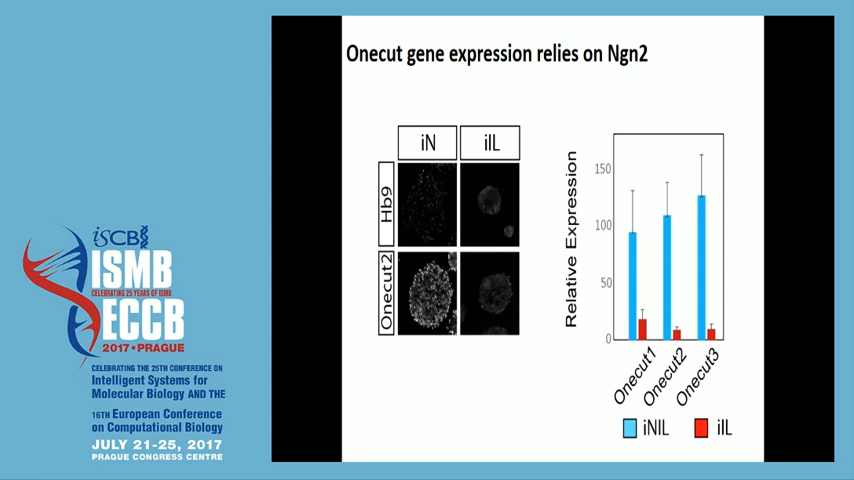 Onecut gene expression relies on Ngn2
iN
iIL
Hb9
Onecut2
Relative Expression
150
100
50
0
Onecut1
Onecut2
Onecut3
iNIL
iIL
iSCB
ISMB
CELEBRATING 25 YEARS OF ISMB
ECCB
2017 • PRAGUE
CELEBRATING THE 25TH CONFERENCE ON
Intelligent Systems for
Molecular Biology AND THE
16TH European Conference
on Computational Biology
JULY 21-25, 2017
PRAGUE CONGRESS CENTRE